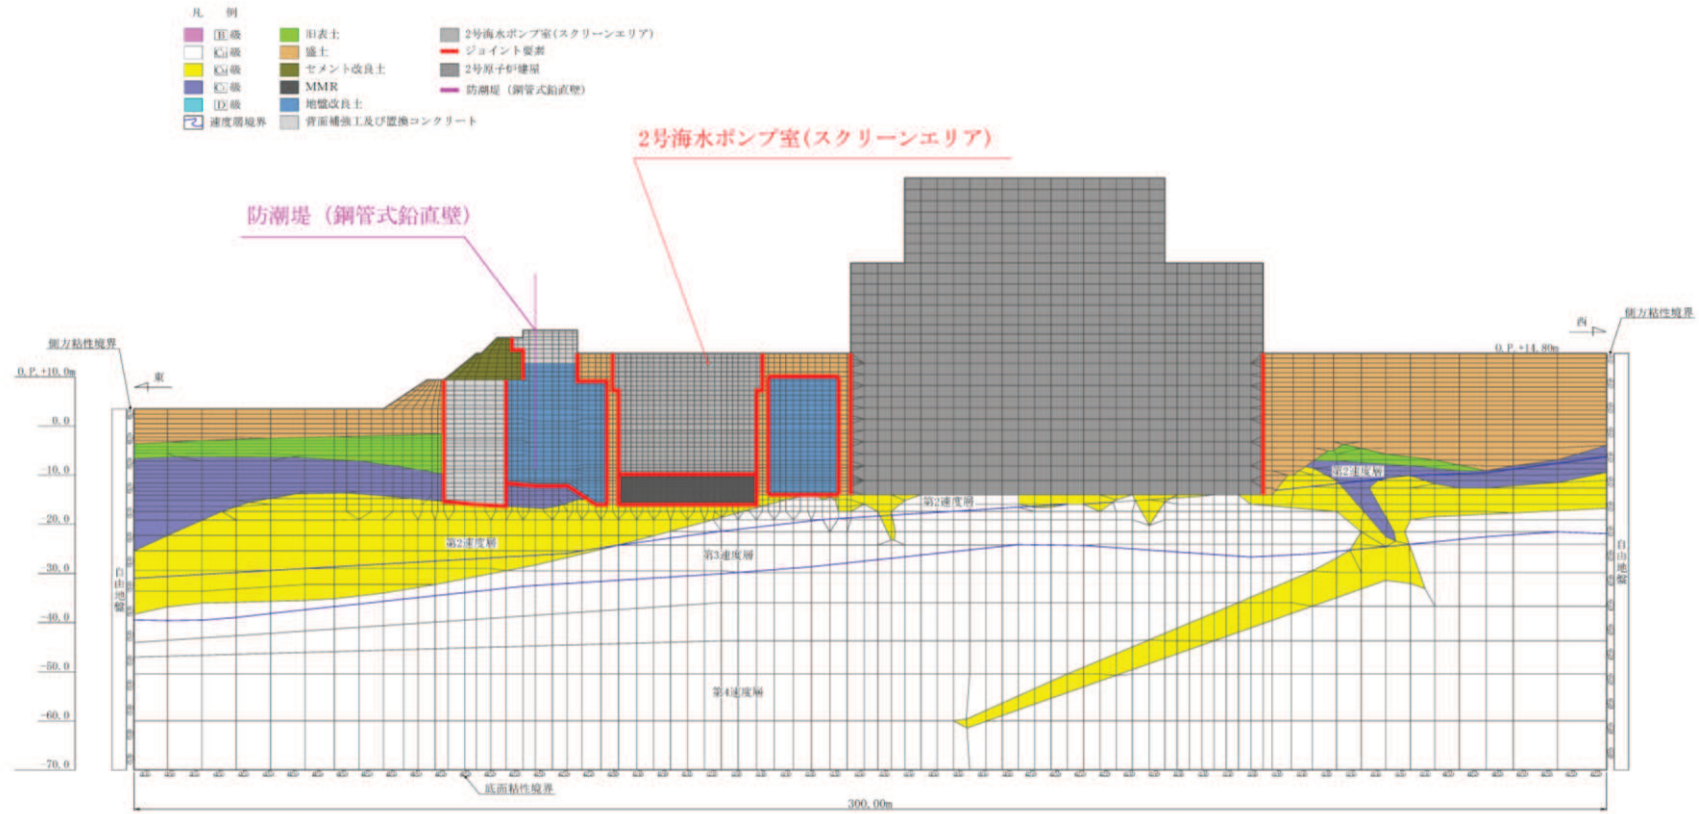 凡 例
B級
旧表土
2号海水ポンプ室(スクリーンエリア)
盛土
ジョイント要素
セメント改良土
2号原子炉建屋
MMR
防潮堤（鋼管式鉛直壁）
D級
地盤改良土
速度層境界
背面補強工及び置換コンクリート
2号海水ポンプ室(スクリーンエリア)
防潮堤（鋼管式鉛直壁）
側方粘性境界
西
側方粘性境界
O.P.+14.80m
O.P.+10.0m
東
0.0
-10.0
-20.0
-30.0
-40.0
-50.0
-60.0
-70.0
第2速度層
第2速度層
第2速度層
第3速度層
第4速度層
自由地盤
自由地盤
底面粘性境界
300.00m